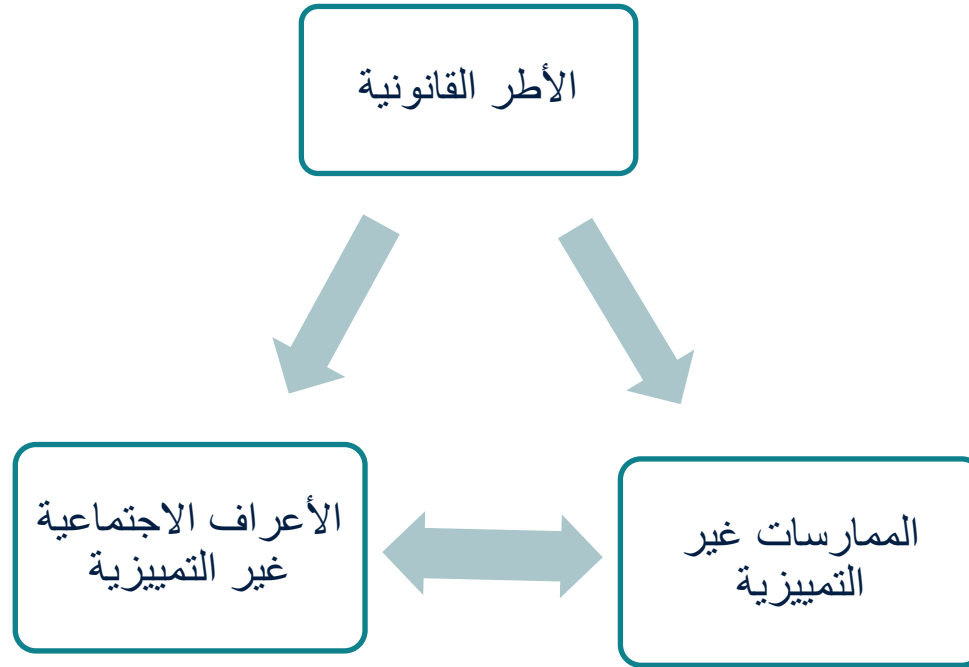 الأطر القانونية
الأعراف الاجتماعية
غير التمييزية
الممارسات غير
التمييزية